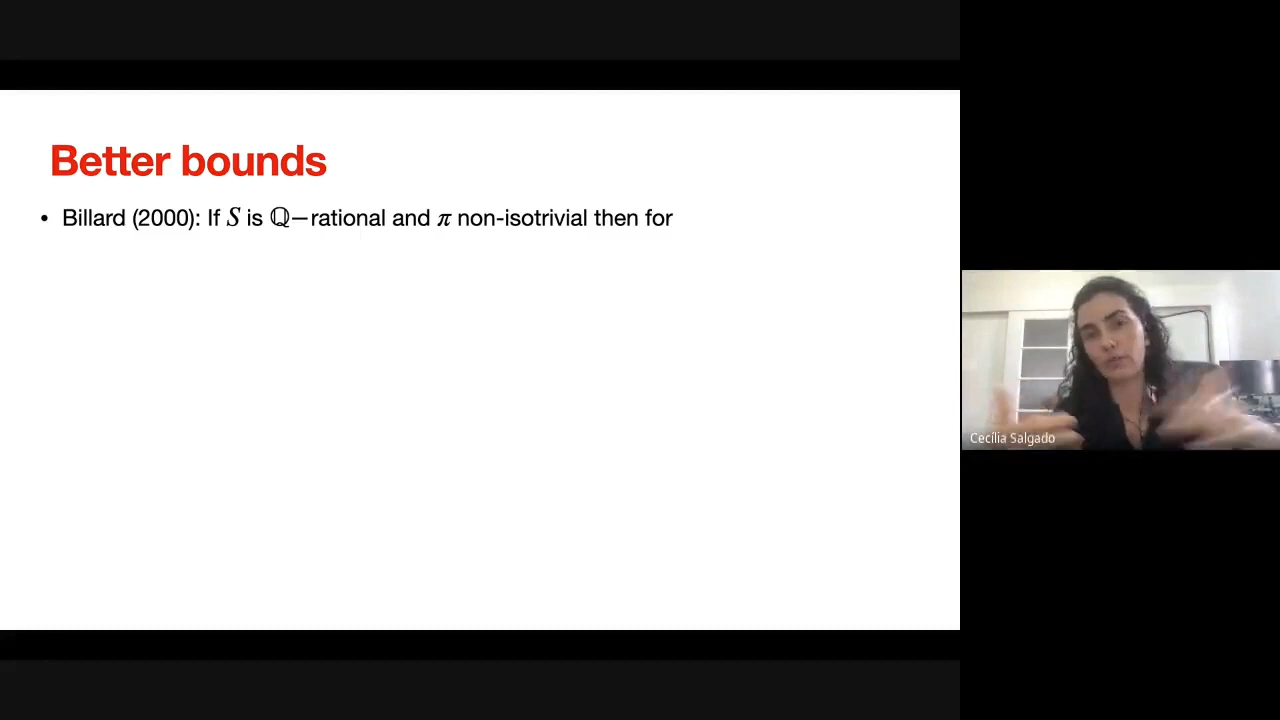 Better bounds
• Billard (2000): If S is ℚ–rational and π non-isotrivial then for
Cecília Salgado